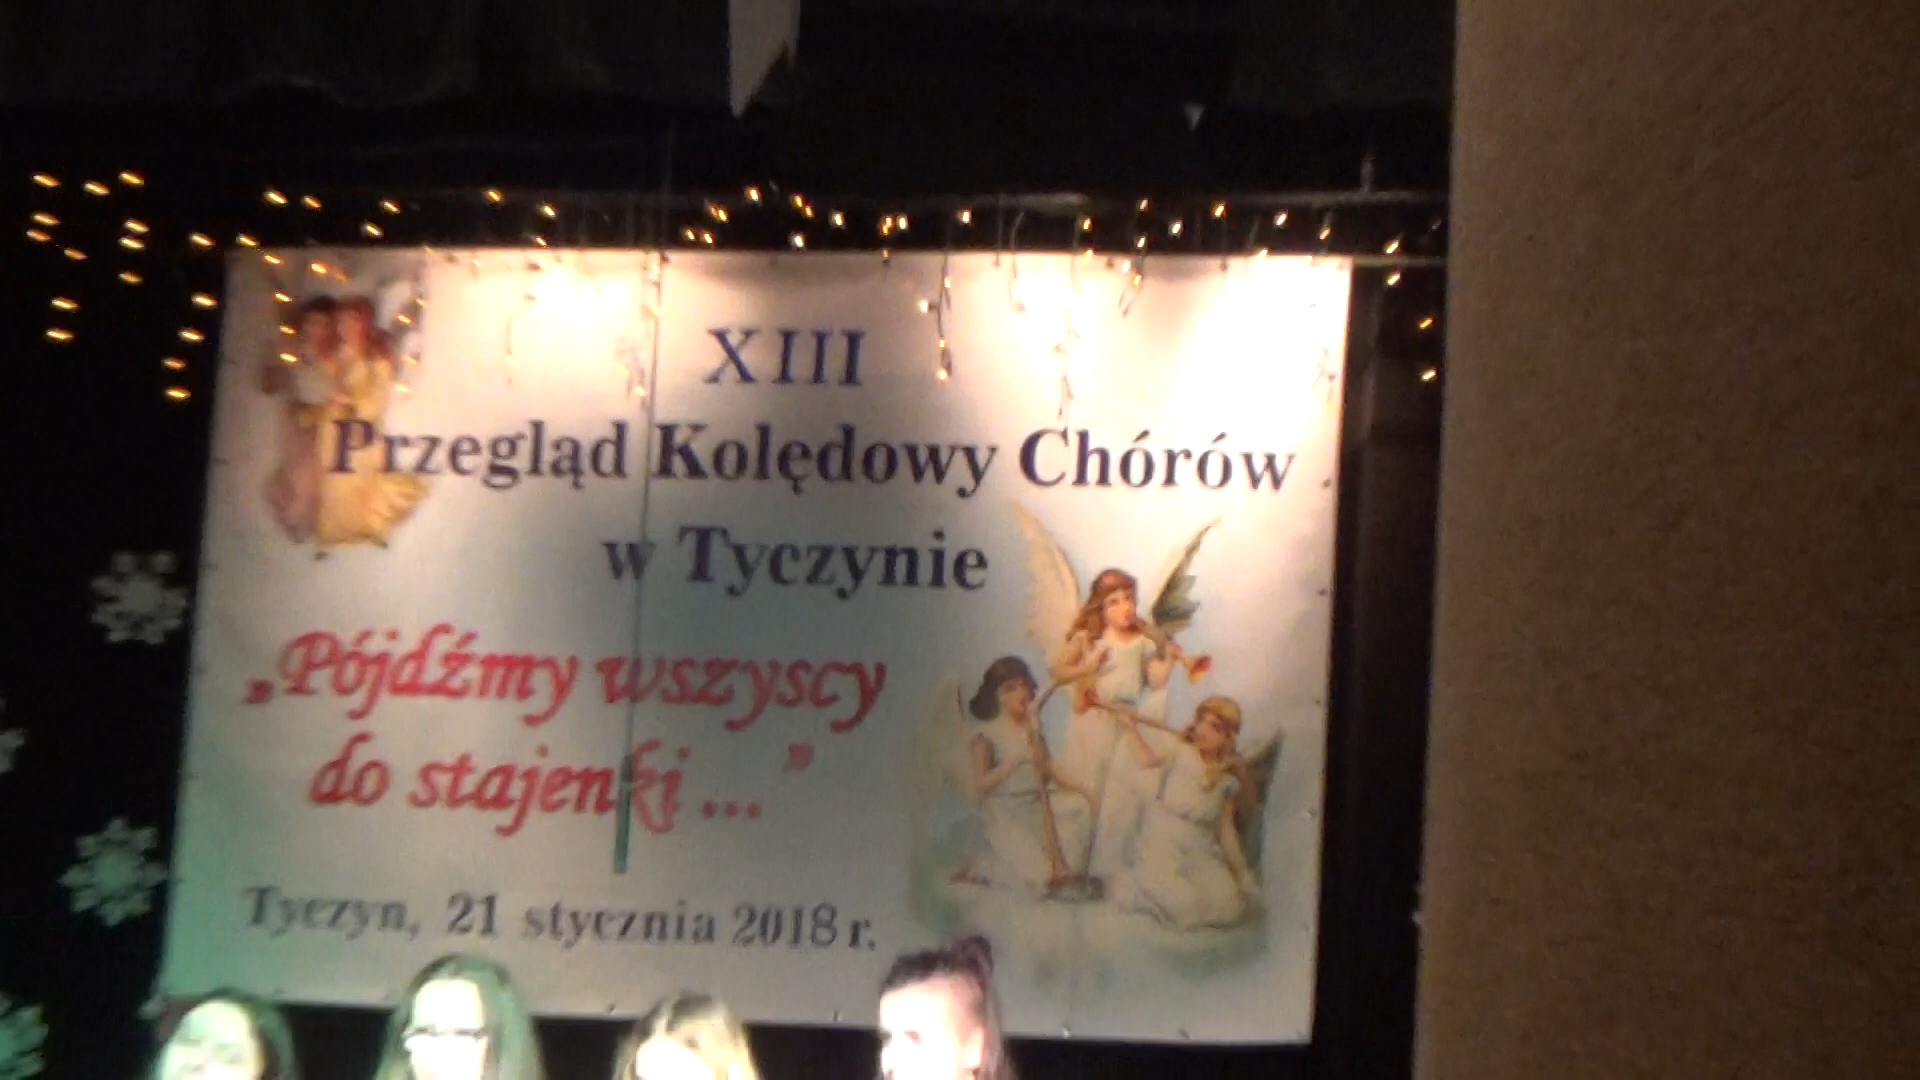 XIII
Przegląd Kolędowy Chórów
w Tyczynie
„Pójdźmy wszyscy
do stajenki ... ”
Tyczyn, 21 stycznia 2018 r.